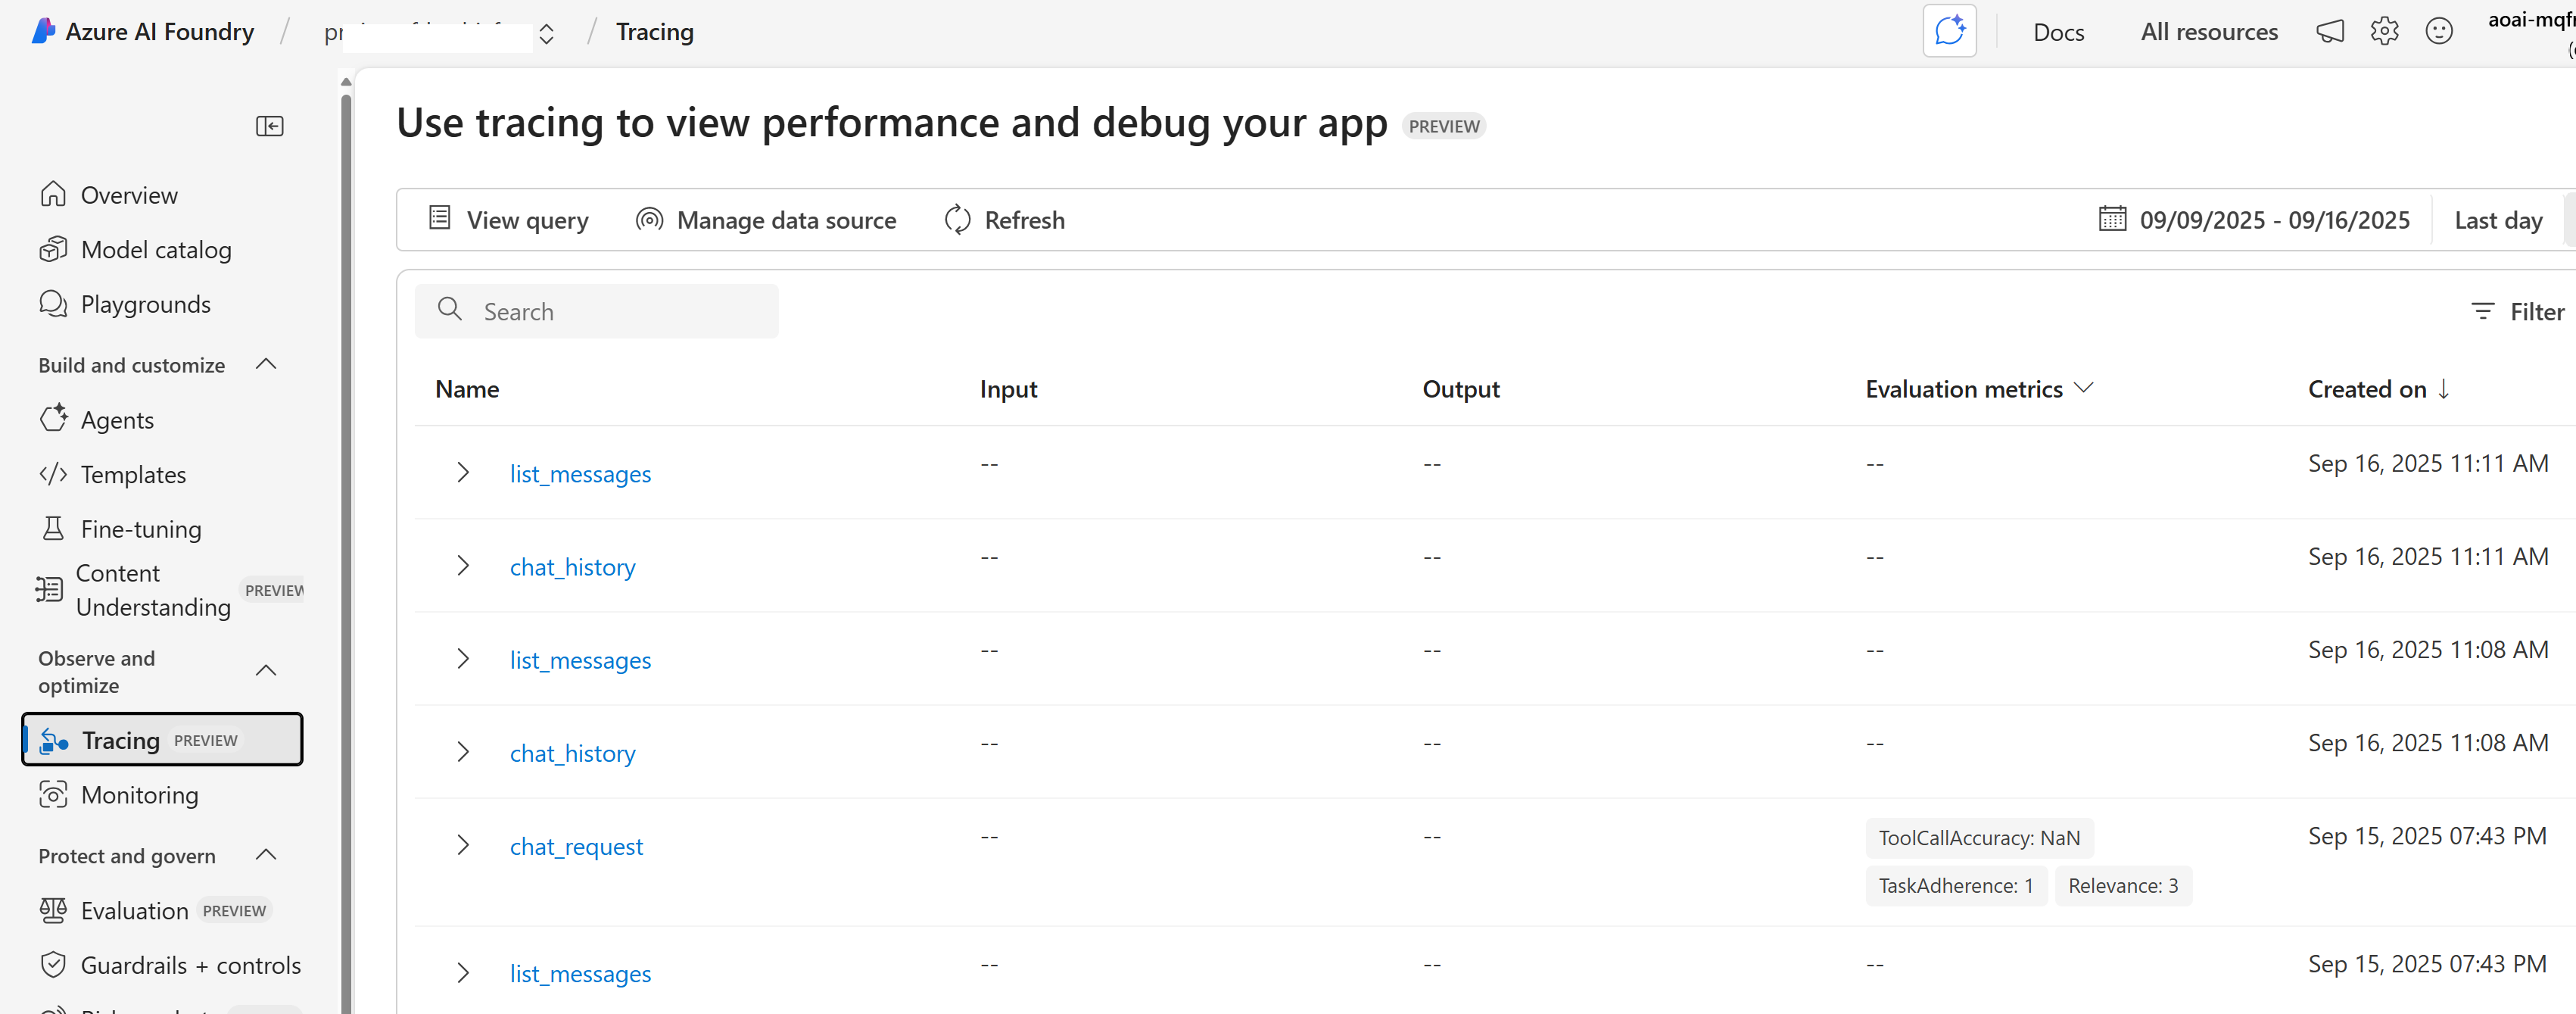 Azure AI Foundry / / Tracing
Docs
All resources
aoai-mqf
Use tracing to view performance and debug your app PREVIEW
Overview
Model catalog
Playgrounds
Build and customize
Agents
Templates
Fine-tuning
Content
Understanding
PREVIEW
Observe and
optimize
Tracing PREVIEW
Monitoring
Protect and govern
Evaluation PREVIEW
Guardrails + controls
View query
Manage data source
Refresh
09/09/2025 - 09/16/2025
Last day
Search
Filter
Name Input Output Evaluation metrics Created on ↓
list_messages -- -- -- Sep 16, 2025 11:11 AM
chat_history -- -- -- Sep 16, 2025 11:11 AM
list_messages -- -- -- Sep 16, 2025 11:08 AM
chat_history -- -- -- Sep 16, 2025 11:08 AM
chat_request -- -- ToolCallAccuracy: NaN Sep 15, 2025 07:43 PM
TaskAdherence: 1 Relevance: 3
list_messages -- -- -- Sep 15, 2025 07:43 PM